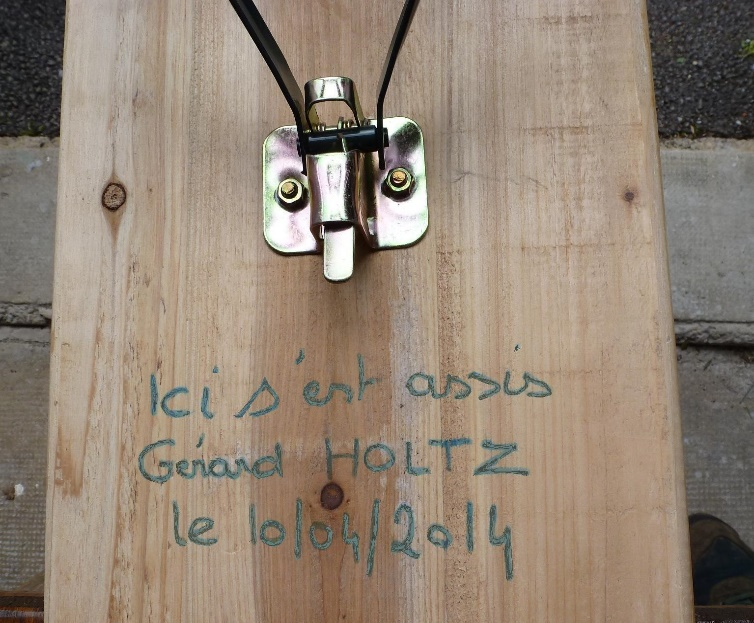 Ici s'est assis
Gérard HOLTZ
le 10/04/2014